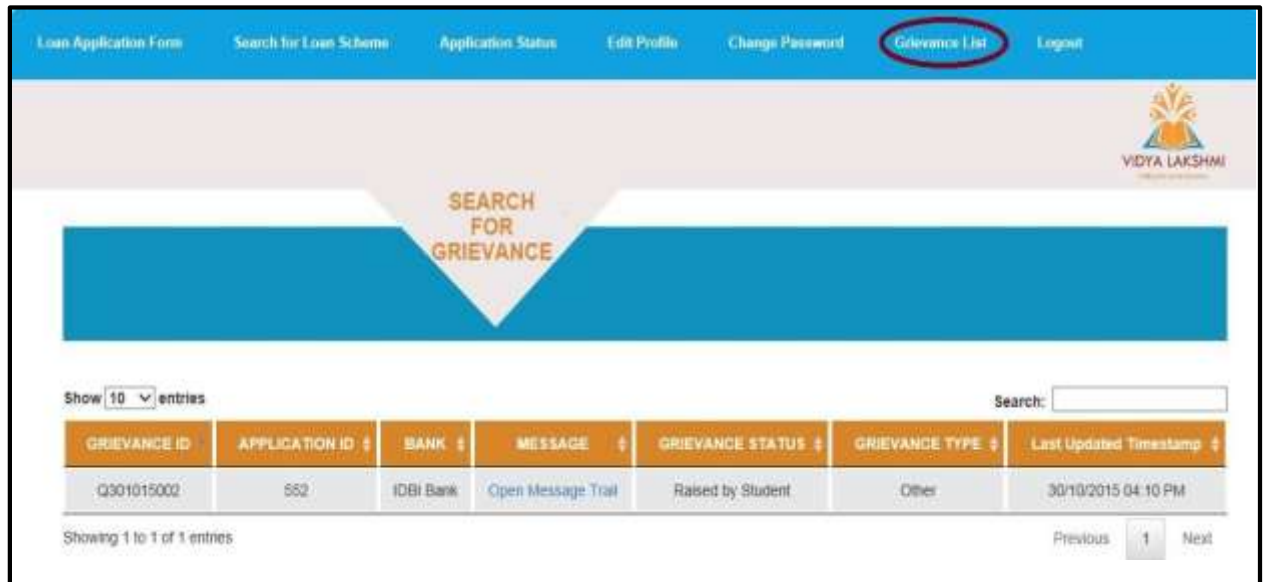 Loan Application Form Search for Loan Scheme Application Status Edit Profile Change Password Grievance List Logout
VIDYA LAKSHMI
SEARCH
FOR
GRIEVANCE
Show 10 entries
Search:
GRIEVANCE ID APPLICATION ID BANK MESSAGE GRIEVANCE STATUS GRIEVANCE TYPE Last Updated Timestamp
Q301015002 552 IDBI Bank Open Message Trail Raised by Student Other 30/10/2015 04:10 PM
Showing 1 to 1 of 1 entries
Previous 1 Next